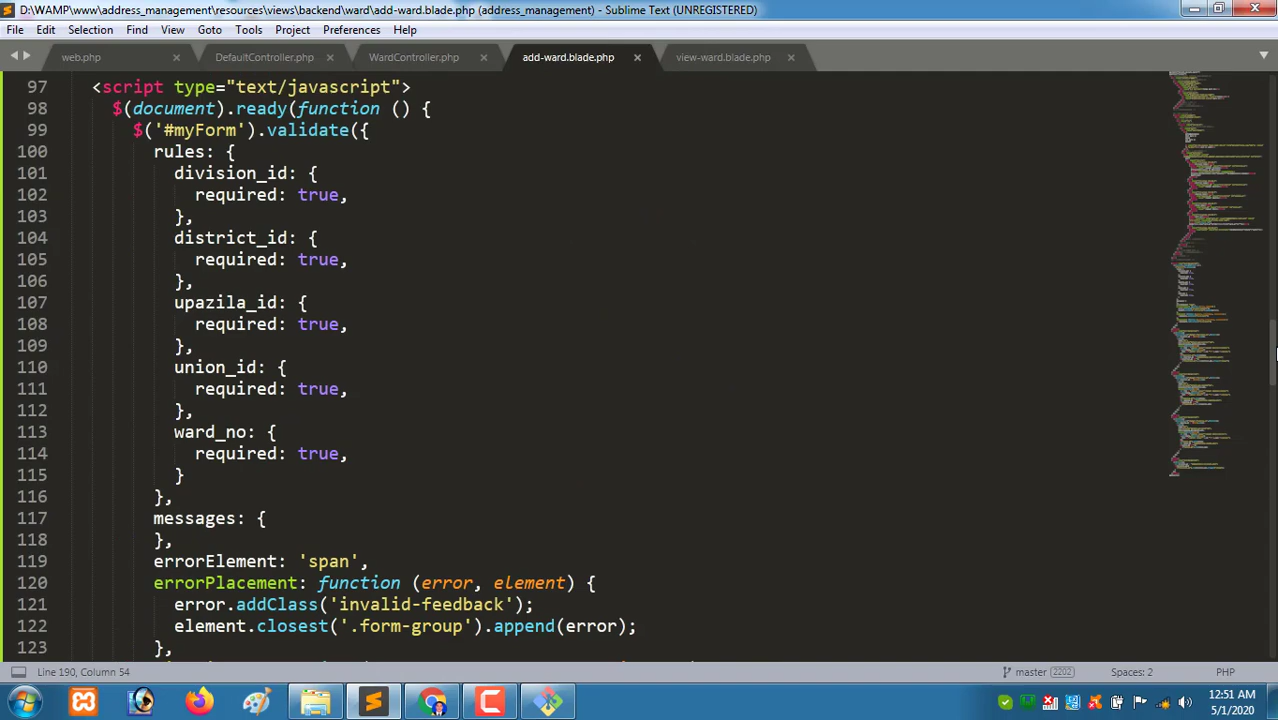 D:\WAMP\www\address_management\resources\views\backend\ward\add-ward.blade.php (address_management) - Sublime Text (UNREGISTERED)
File Edit Selection Find View Goto Tools Project Preferences Help
web.php × DefaultController.php × WardController.php × add-ward.blade.php × view-ward.blade.php ×
97 <script type="text/javascript">
98 $(document).ready(function () {
99 $('#myForm').validate({
100 rules: {
101 division_id: {
102 required: true,
103 },
104 district_id: {
105 required: true,
106 },
107 upazila_id: {
108 required: true,
109 },
110 union_id: {
111 required: true,
112 },
113 ward_no: {
114 required: true,
115 }
116 },
117 messages: {
118 },
119 errorElement: 'span',
120 errorPlacement: function (error, element) {
121 error.addClass('invalid-feedback');
122 element.closest('.form-group').append(error);
123 },
Line 190, Column 54 master 2202 Spaces: 2 PHP
12:51 AM
5/1/2020